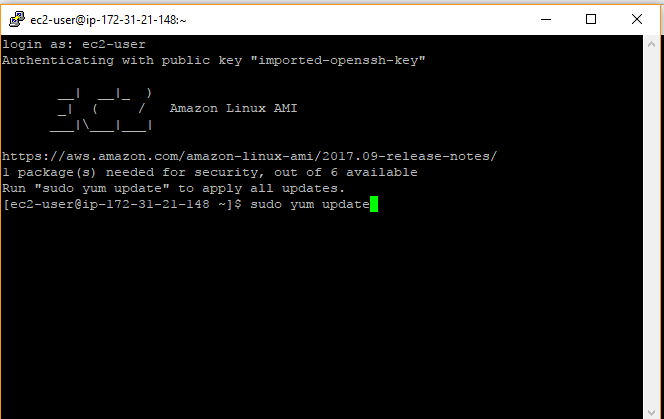 ec2-user@ip-172-31-21-148:~
login as: ec2-user
Authenticating with public key "imported-openssh-key"
       __|  __|_  )
       _|  (     /   Amazon Linux AMI
      ___|\___|___|
https://aws.amazon.com/amazon-linux-ami/2017.09-release-notes/
1 package(s) needed for security, out of 6 available
Run "sudo yum update" to apply all updates.
[ec2-user@ip-172-31-21-148 ~]$ sudo yum update